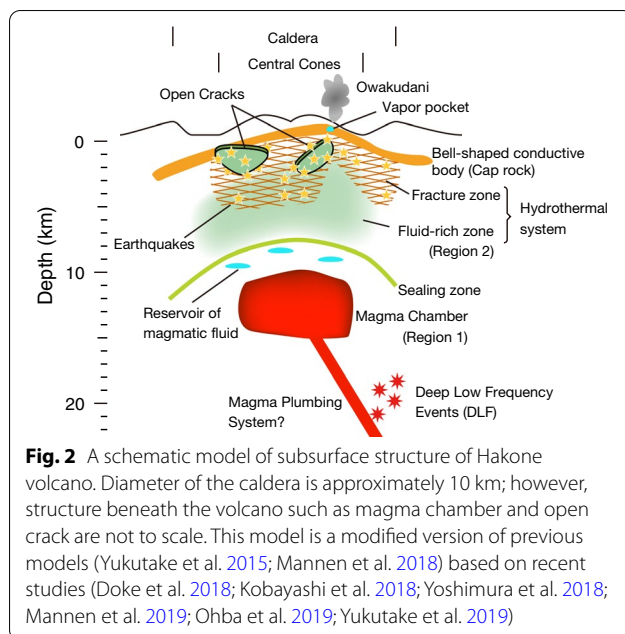 Caldera
Central Cones
Open Cracks
Owakudani
Vapor pocket
0
Bell-shaped conductive
body (Cap rock)
Fracture zone
Hydrothermal
system
Fluid-rich zone
(Region 2)
Earthquakes
Depth (km)
10
Sealing zone
Reservoir of
magmatic fluid
Magma Chamber
(Region 1)
Magma Plumbing
System?
Deep Low Frequency
Events (DLF)
20
Fig. 2 A schematic model of subsurface structure of Hakone
volcano. Diameter of the caldera is approximately 10 km; however,
structure beneath the volcano such as magma chamber and open
crack are not to scale. This model is a modified version of previous
models (Yukutake et al. 2015; Mannen et al. 2018) based on recent
studies (Doke et al. 2018; Kobayashi et al. 2018; Yoshimura et al. 2018;
Mannen et al. 2019; Ohba et al. 2019; Yukutake et al. 2019)